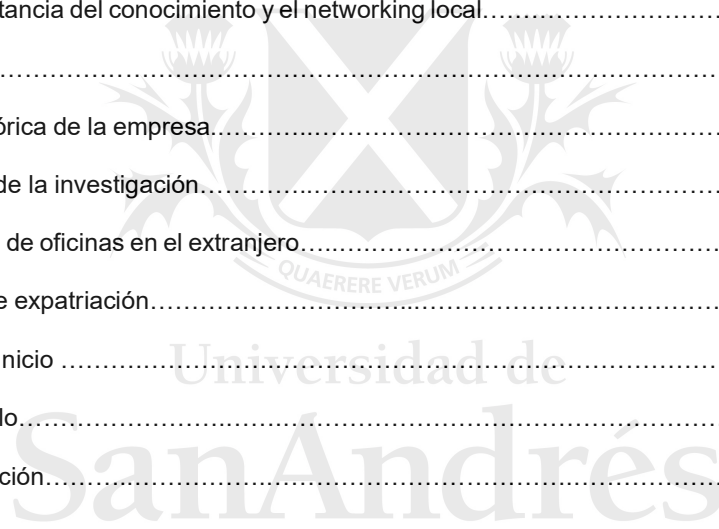 tancia del conocimiento y el networking local……………………………
……………………………………………………………………………
órica de la empresa……………………………………………………
de la investigación……………………………………………………
de oficinas en el extranjero……………………………………………
QUAERERE VERUM
e expatriación……………………………………………………………
nicio ………………………………………………………………………
Universidad de
lo……………………………………………………………………………
SanAndrés
ción…………………………………………………………………………